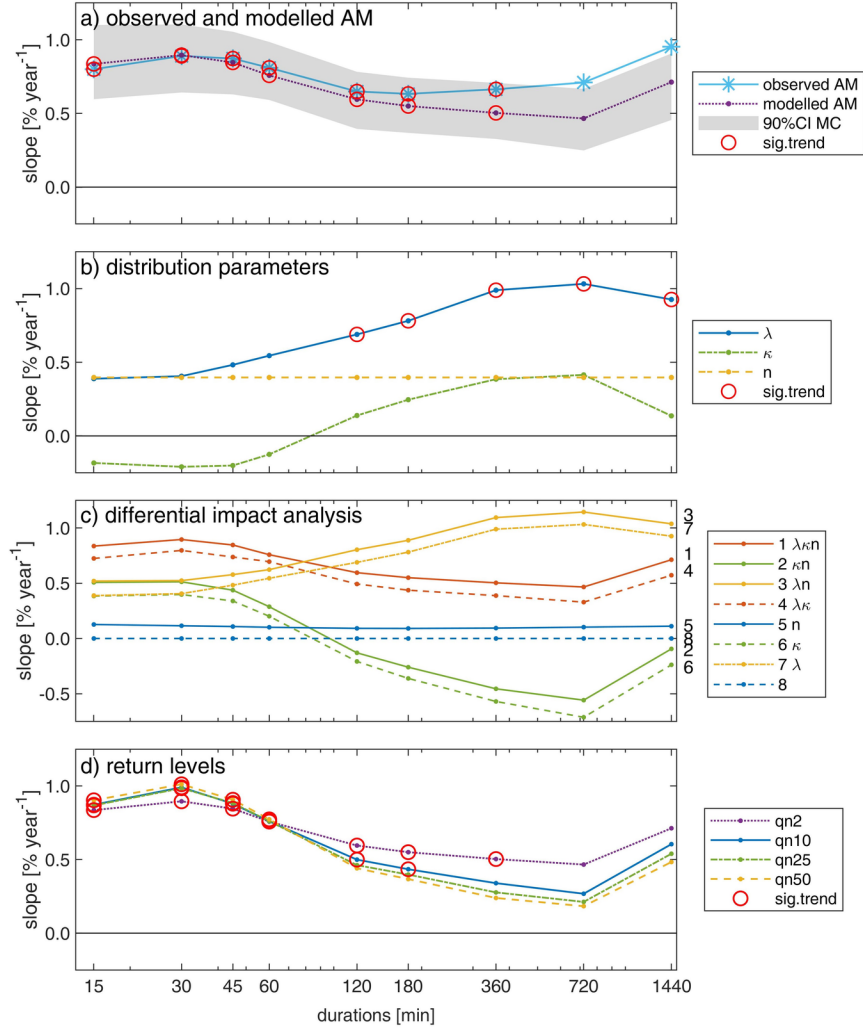 a) observed and modelled AM
1.0
0.5
0.0
slope [% year-1]
observed AM
modelled AM
90%CI MC
sig.trend
b) distribution parameters
1.0
0.5
0.0
slope [% year-1]
λ
κ
n
sig.trend
c) differential impact analysis
1.0
0.5
0.0
-0.5
slope [% year-1]
3
7
1
4
5
8
2
6
1 λκn
2 κn
3 λn
4 λκ
5 n
6 κ
7 λ
8
d) return levels
1.0
0.5
0.0
slope [% year-1]
qn2
qn10
qn25
qn50
sig.trend
15 30 45 60 120 180 360 720 1440
durations [min]